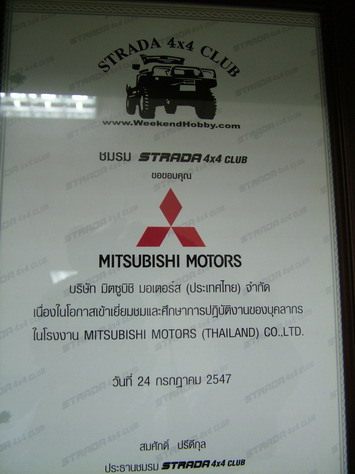 STRADA 4x4 CLUB
www.WeekendHobby.com
ชมรม STRADA 4x4 CLUB
ขอขอบคุณ
MITSUBISHI MOTORS
บริษัท มิตซูบิชิ มอเตอร์ส (ประเทศไทย) จำกัด
เนื่องในโอกาสเข้าเยี่ยมชมและศึกษาการปฏิบัติงานของบุคลากร
ในโรงงาน MITSUBISHI MOTORS (THAILAND) CO.,LTD.
วันที่ 24 กรกฎาคม 2547
สมศักดิ์ ปรีดีกุล
ประธานชมรม STRADA 4x4 CLUB